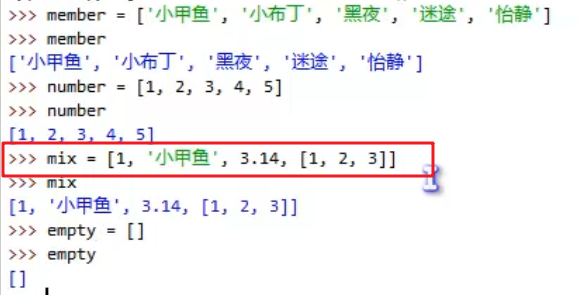 >>> member = ['小甲鱼', '小布丁', '黑夜', '迷途', '怡静']
>>> member
['小甲鱼', '小布丁', '黑夜', '迷途', '怡静']
>>> number = [1, 2, 3, 4, 5]
>>> number
[1, 2, 3, 4, 5]
>>> mix = [1, '小甲鱼', 3.14, [1, 2, 3]]
>>> mix
[1, '小甲鱼', 3.14, [1, 2, 3]]
>>> empty = []
>>> empty
[]